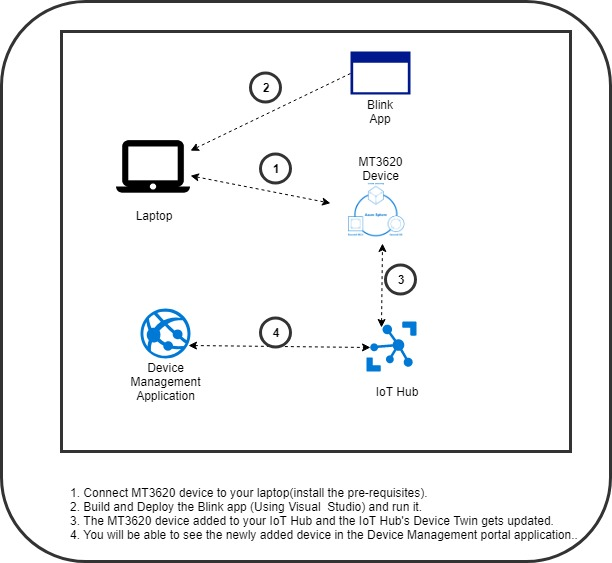 2
Blink
App
1
MT3620
Device
Laptop
Azure Sphere
3
4
Device
Management
Application
IoT Hub
1. Connect MT3620 device to your laptop(install the pre-requisites).
2. Build and Deploy the Blink app (Using Visual Studio) and run it.
3. The MT3620 device added to your IoT Hub and the IoT Hub's Device Twin gets updated.
4. You will be able to see the newly added device in the Device Management portal application..